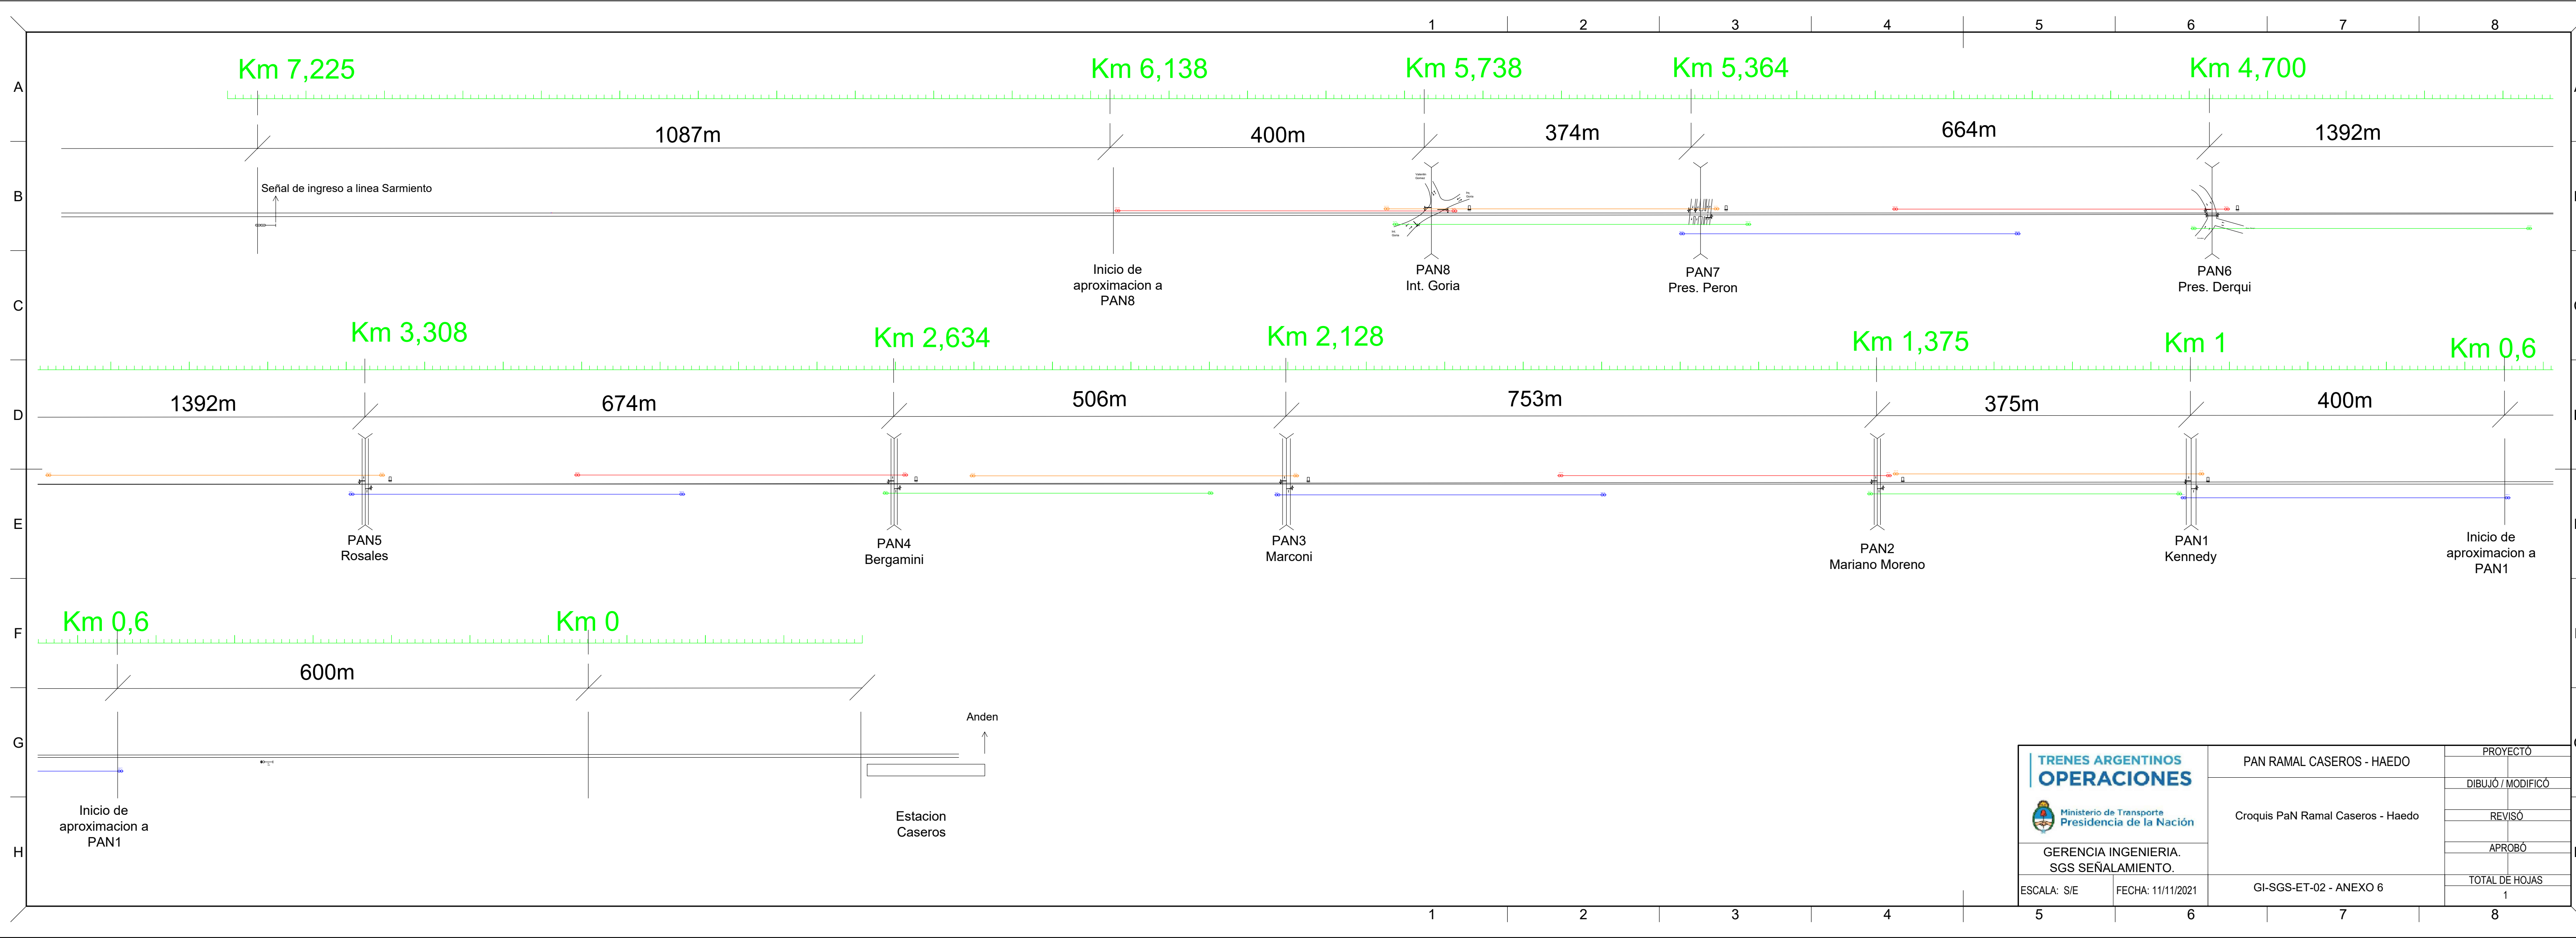 1 2 3 4 5 6 7 8
A
Km 7,225 Km 6,138 Km 5,738 Km 5,364 Km 4,700
1087m 400m 374m 664m 1392m
B
Señal de ingreso a linea Sarmiento
Inicio de
aproximacion a
PAN8
PAN8
Int. Goria
PAN7
Pres. Peron
PAN6
Pres. Derqui
C
Km 3,308 Km 2,634 Km 2,128 Km 1,375 Km 1 Km 0,6
D
1392m 674m 506m 753m 375m 400m
E
PAN5
Rosales
PAN4
Bergamini
PAN3
Marconi
PAN2
Mariano Moreno
PAN1
Kennedy
Inicio de
aproximacion a
PAN1
F
Km 0,6 Km 0
600m
G
Anden
Inicio de
aproximacion a
PAN1
Estacion
Caseros
H
TRENES ARGENTINOS
OPERACIONES
Ministerio de Transporte
Presidencia de la Nación
GERENCIA INGENIERIA.
SGS SEÑALAMIENTO.
ESCALA: S/E FECHA: 11/11/2021
PAN RAMAL CASEROS - HAEDO
Croquis PaN Ramal Caseros - Haedo
GI-SGS-ET-02 - ANEXO 6
PROYECTÓ
DIBUJÓ / MODIFICÓ
REVISÓ
APROBÓ
TOTAL DE HOJAS
1
1 2 3 4 5 6 7 8